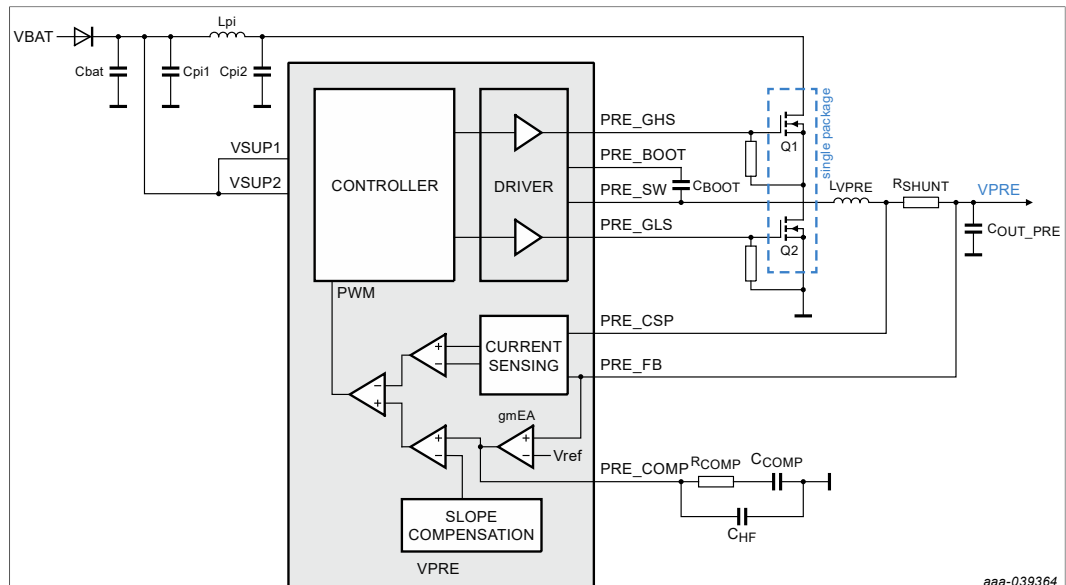 Lpi
VBAT
Cbat
Cpi1
Cpi2
PRE_GHS
single package
Q1
VSUP1
VSUP2
CONTROLLER
DRIVER
PRE_BOOT
CBOOT
PRE_SW
LVPRE
RSHUNT
VPRE
PRE_GLS
Q2
COUT_PRE
PWM
PRE_CSP
CURRENT
SENSING
+
−
PRE_FB
−
+
gmEA
+
−
+
−
Vref
PRE_COMP
RCOMP
CCOMP
CHF
SLOPE
COMPENSATION
VPRE
aaa-039364